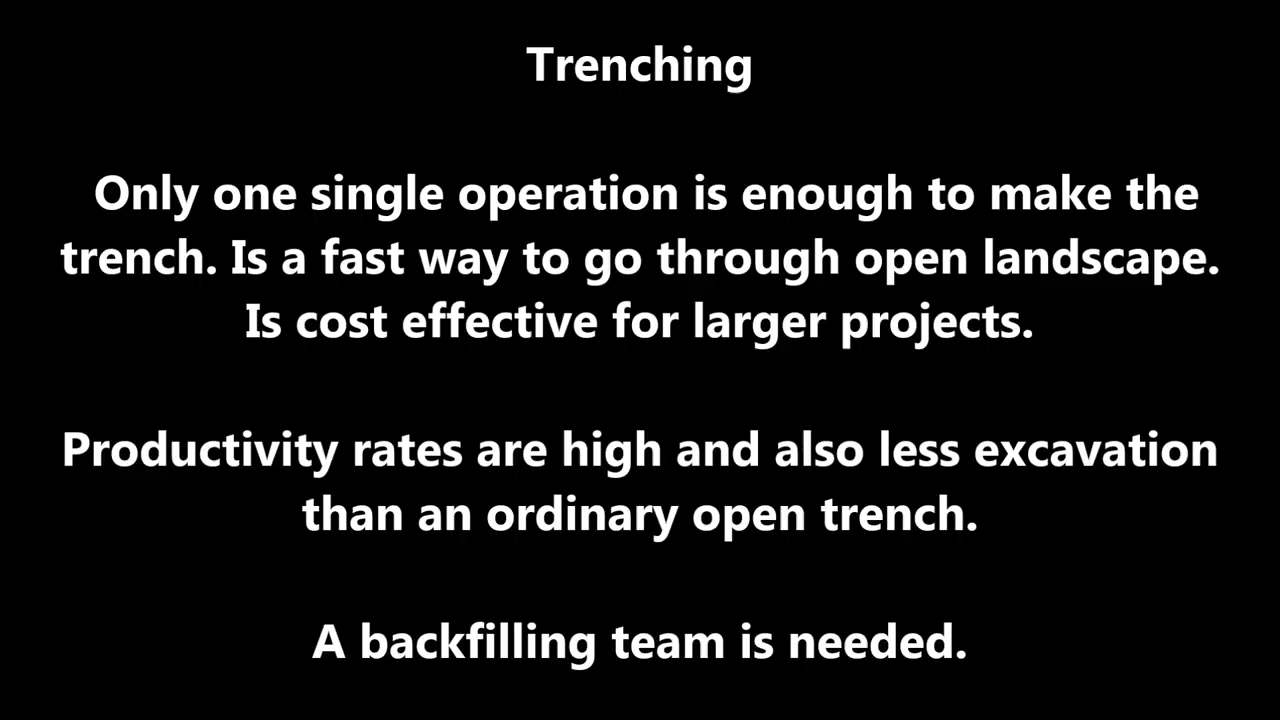 Trenching
Only one single operation is enough to make the
trench. Is a fast way to go through open landscape.
Is cost effective for larger projects.
Productivity rates are high and also less excavation
than an ordinary open trench.
A backfilling team is needed.